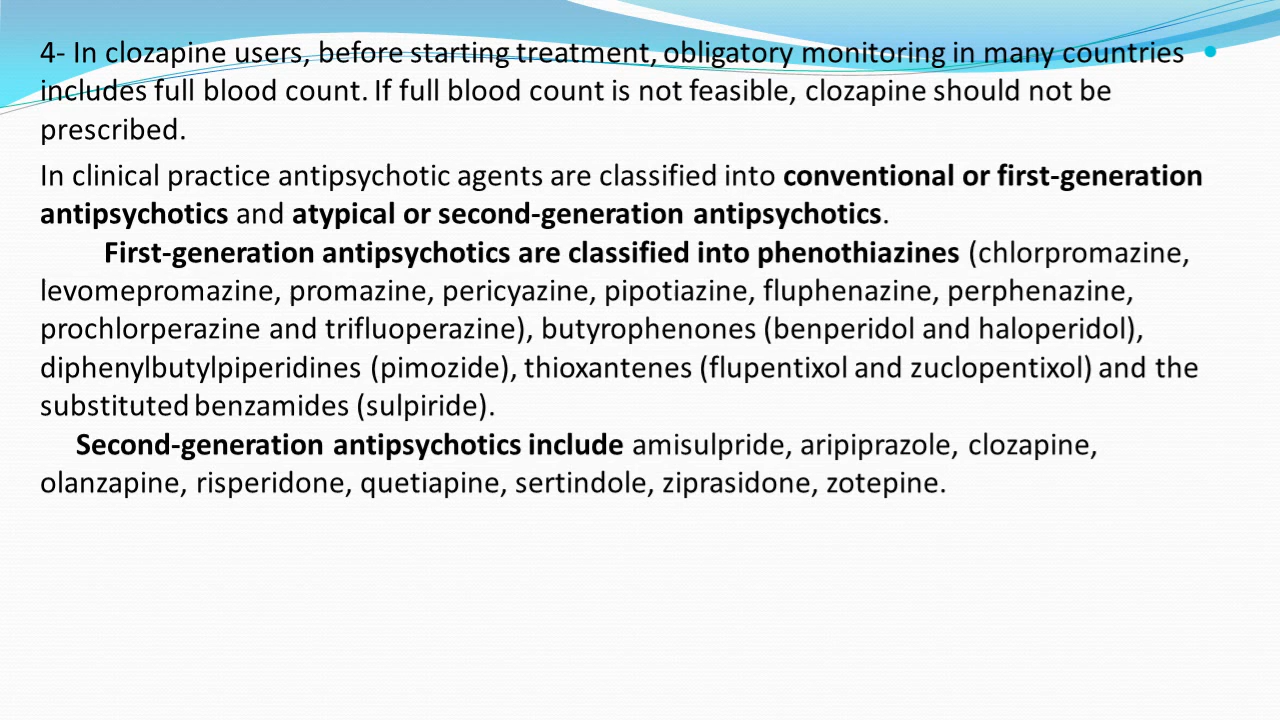 4- In clozapine users, before starting treatment, obligatory monitoring in many countries
includes full blood count. If full blood count is not feasible, clozapine should not be
prescribed.
In clinical practice antipsychotic agents are classified into conventional or first-generation
antipsychotics and atypical or second-generation antipsychotics.
First-generation antipsychotics are classified into phenothiazines (chlorpromazine,
levomepromazine, promazine, pericyazine, pipotiazine, fluphenazine, perphenazine,
prochlorperazine and trifluoperazine), butyrophenones (benperidol and haloperidol),
diphenylbutylpiperidines (pimozide), thioxantenes (flupentixol and zuclopentixol) and the
substituted benzamides (sulpiride).
Second-generation antipsychotics include amisulpride, aripiprazole, clozapine,
olanzapine, risperidone, quetiapine, sertindole, ziprasidone, zotepine.